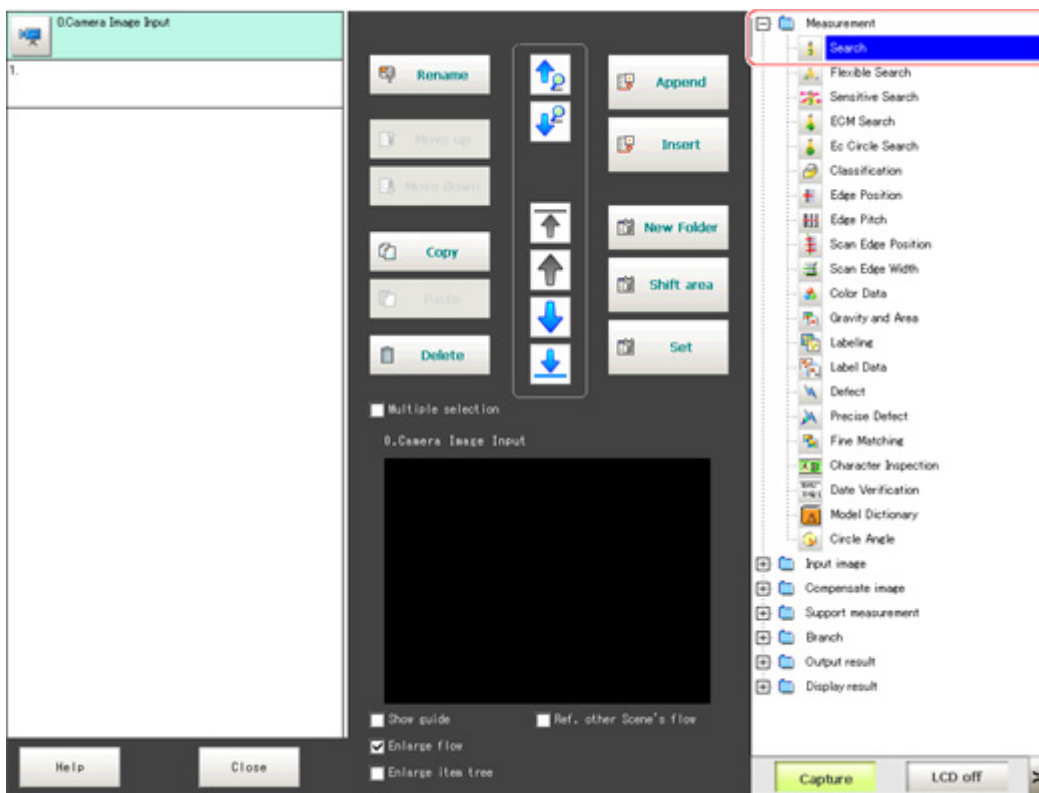 0.Camera Image Input
1.
Help
Close
Rename
Move up
Move down
Copy
Paste
Delete
Append
Insert
New Folder
Shift area
Set
Multiple selection
0.Camera Image Input
Show guide
Ref. other Scene's flow
Enlarge flow
Enlarge item tree
Measurement
Search
Flexible Search
Sensitive Search
ECM Search
Ec Circle Search
Classification
Edge Position
Edge Pitch
Scan Edge Position
Scan Edge Width
Color Data
Gravity and Area
Labeling
Label Data
Defect
Precise Defect
Fine Matching
Character Inspection
Date Verification
Model Dictionary
Circle Angle
Input image
Compensate image
Support measurement
Branch
Output result
Display result
Capture
LCD off
>